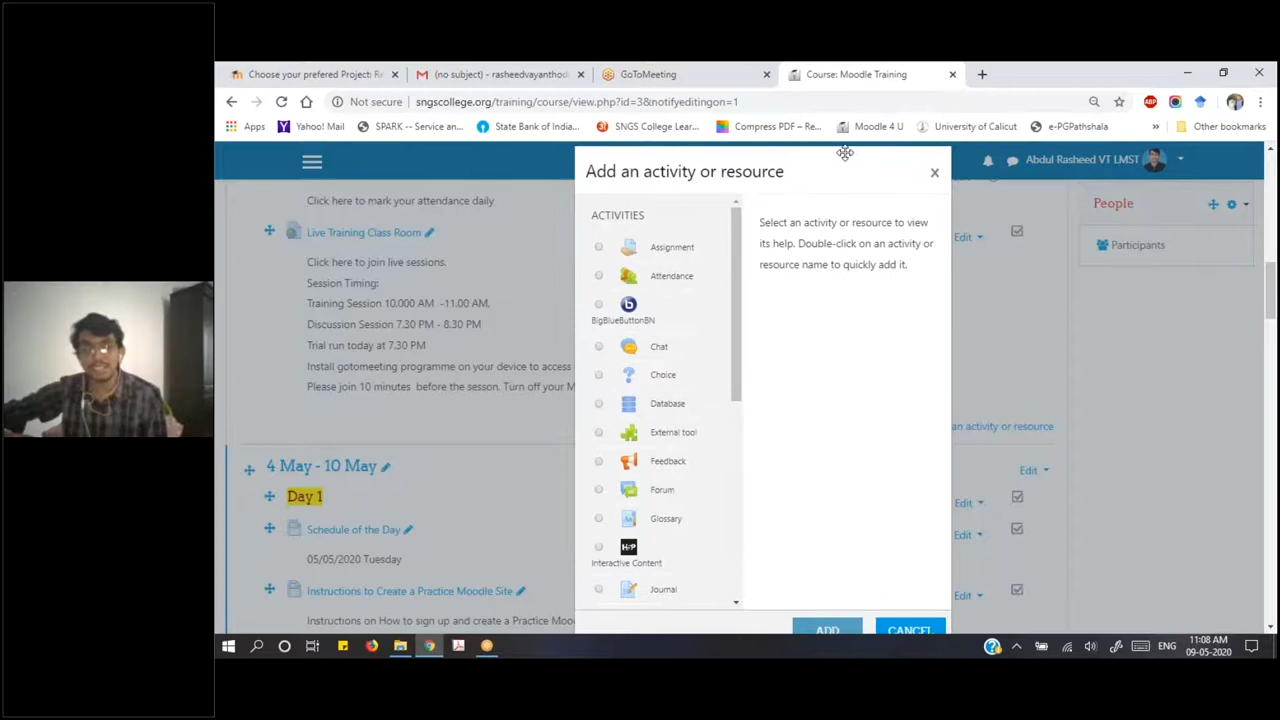 Choose your prefered Project: Re
(no subject) - rasheedvayanthod
GoToMeeting
Course: Moodle Training
Not secure
sngscollege.org/training/course/view.php?id=3&notifyeditingon=1
Apps
Yahoo! Mail
SPARK -- Service an...
State Bank of India...
SNGS College Lear...
Compress PDF – Re...
Moodle 4 U
University of Calicut
e-PGPathshala
»
Other bookmarks
Abdul Rasheed VT LMST
Add an activity or resource
ACTIVITIES
Assignment
Attendance
b
BigBlueButtonBN
Chat
Choice
Database
External tool
Feedback
Forum
Glossary
H-P
Interactive Content
Journal
Select an activity or resource to view
its help. Double-click on an activity or
resource name to quickly add it.
ADD
CANCEL
Click here to mark your attendance daily
Live Training Class Room
Edit
Click here to join live sessions.
Session Timing:
Training Session 10.000 AM -11.00 AM,
Discussion Session 7.30 PM - 8.30 PM
Trial run today at 7.30 PM
Install gotomeeting programme on your device to access
Please join 10 minutes before the sesson. Turn off your M
an activity or resource
4 May - 10 May
Edit
Day 1
Edit
Schedule of the Day
Edit
05/05/2020 Tuesday
Instructions to Create a Practice Moodle Site
Edit
Instructions on How to sign up and create a Practice Moo
People
Participants
ENG
11:08 AM
09-05-2020